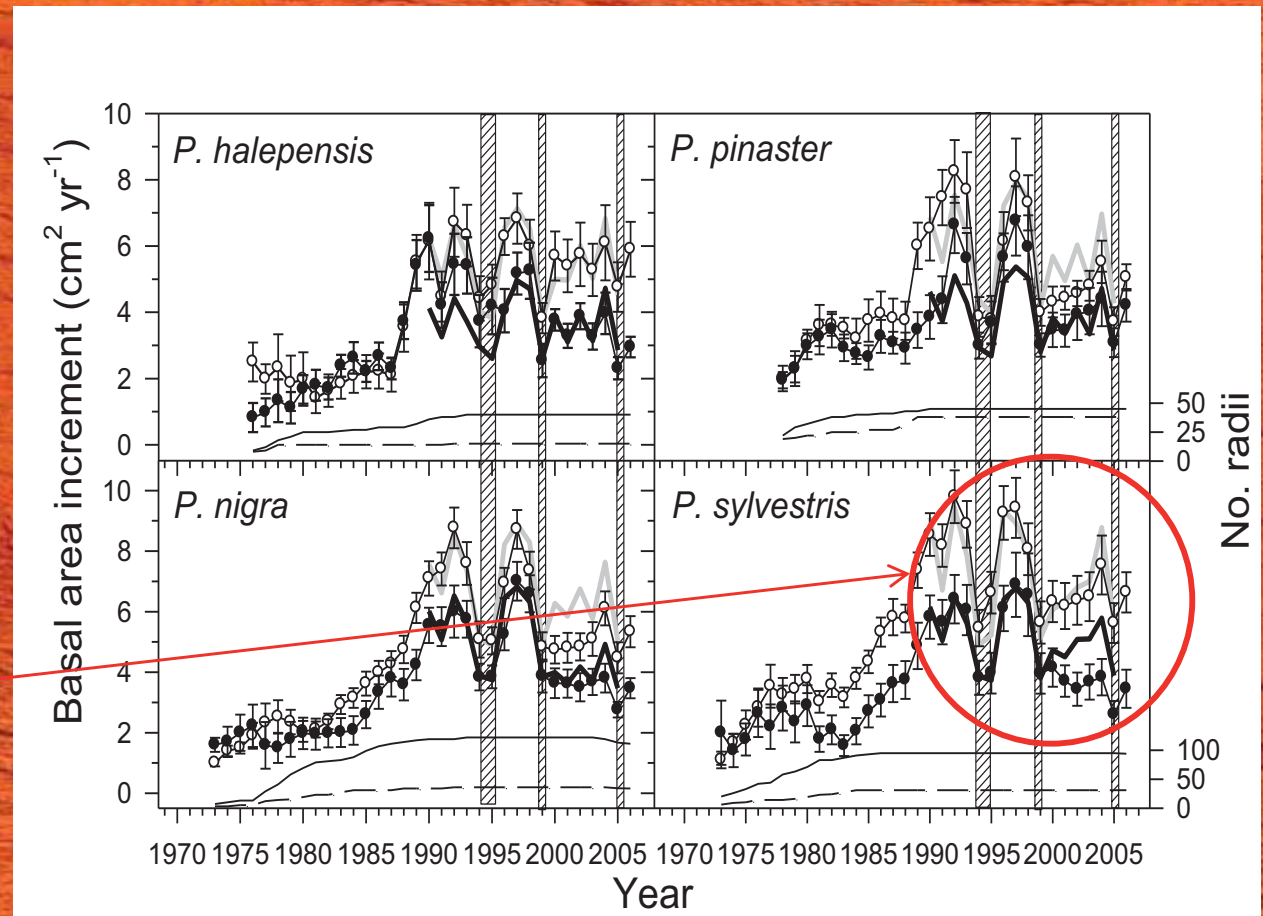 Basal area increment (cm² yr⁻¹)
10
8
6
4
2
0
P. halepensis
P. pinaster
50
25
0
No. radii
10
8
6
4
2
0
P. nigra
P. sylvestris
100
50
0
1970 1975 1980 1985 1990 1995 2000 2005 1970 1975 1980 1985 1990 1995 2000 2005
Year